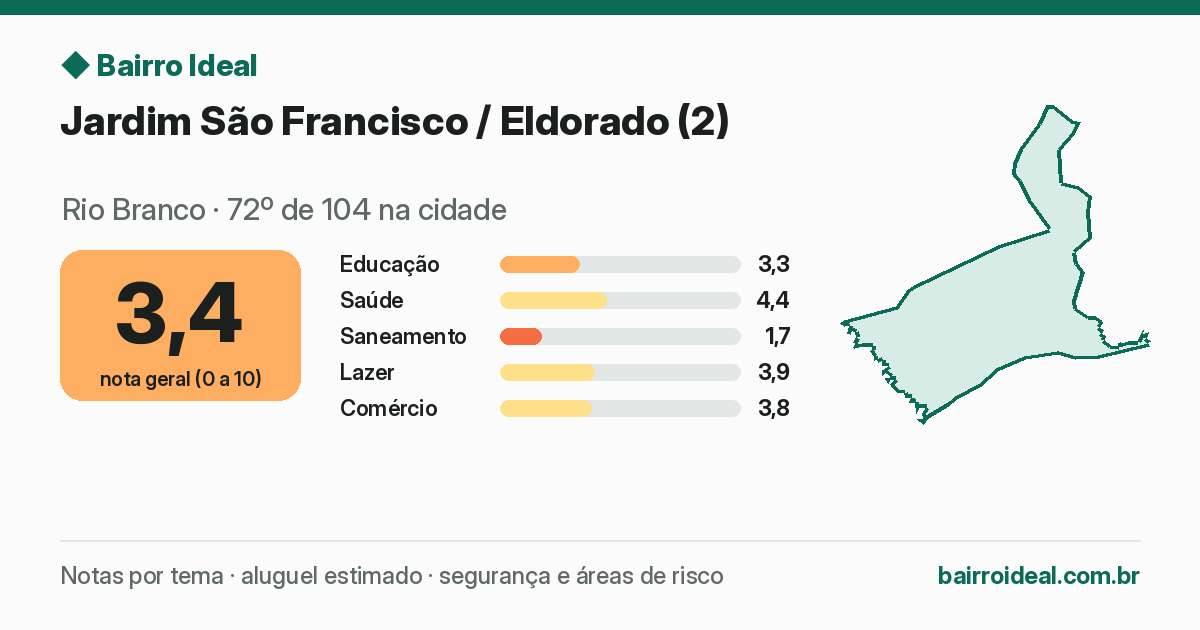 Bairro Ideal
Jardim São Francisco / Eldorado (2)
Rio Branco · 72º de 104 na cidade
3,4
nota geral (0 a 10)
Educação 3,3
Saúde 4,4
Saneamento 1,7
Lazer 3,9
Comércio 3,8
Notas por tema · aluguel estimado · segurança e áreas de risco
bairroideal.com.br